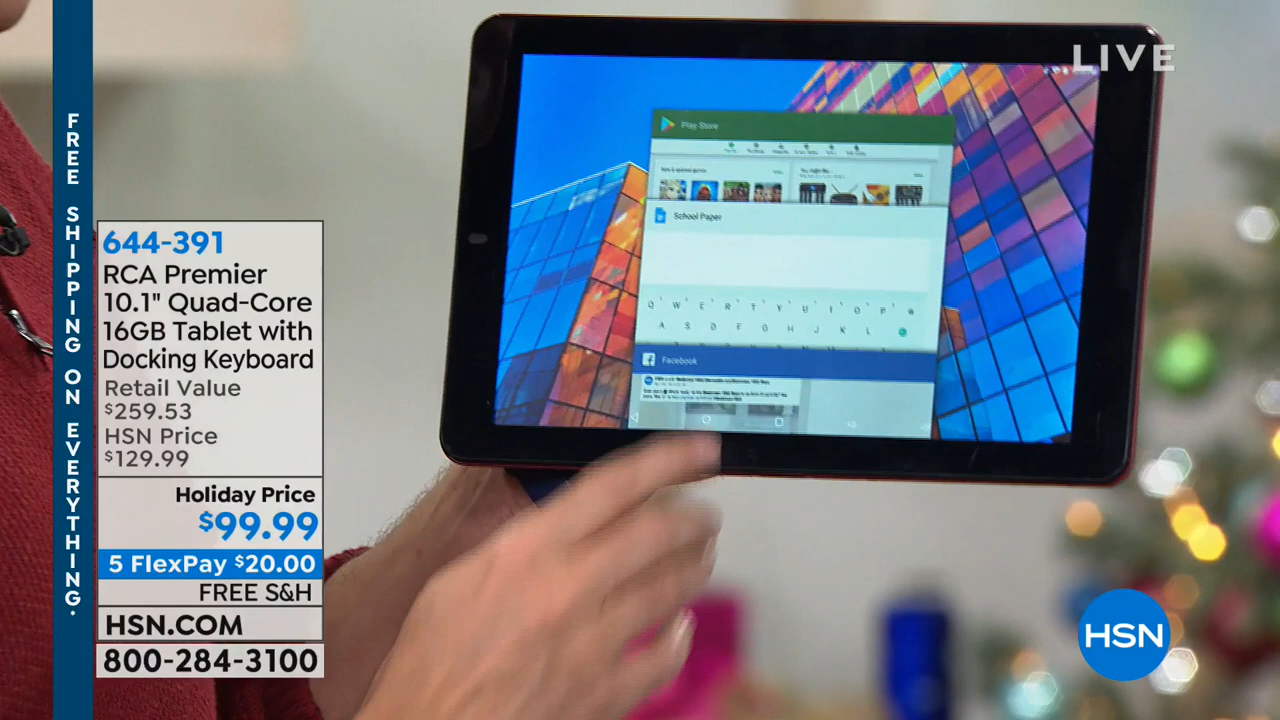 LIVE
FREE SHIPPING ON EVERYTHING.
644-391
RCA Premier
10.1" Quad-Core
16GB Tablet with
Docking Keyboard
Retail Value
$259.53
HSN Price
$129.99
Holiday Price
$99.99
5 FlexPay $20.00
FREE S&H
HSN.COM
800-284-3100
Play Store
School Paper
Q W E R T Y U I O P
A S D F G H J K L
Facebook
HSN